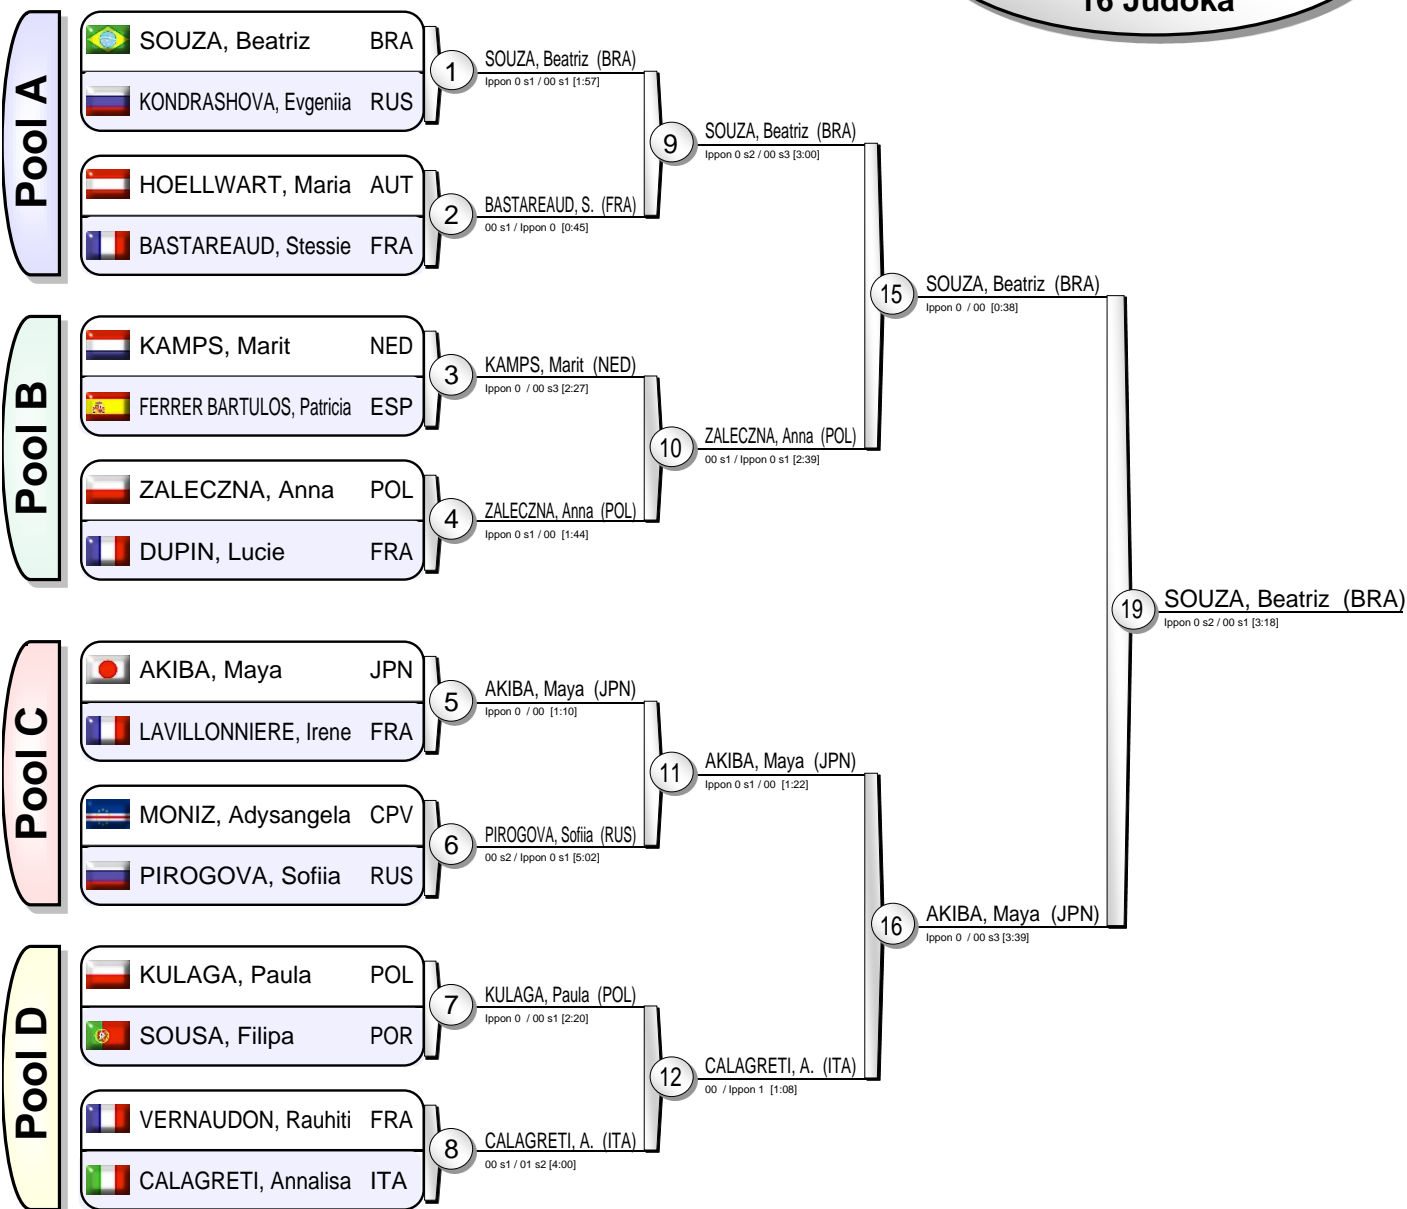 16 Judoka
Pool A
SOUZA, Beatriz BRA
KONDRASHOVA, Evgeniia RUS
HOELLWART, Maria AUT
BASTAREAUD, Stessie FRA
Pool B
KAMPS, Marit NED
FERRER BARTULOS, Patricia ESP
ZALECZNA, Anna POL
DUPIN, Lucie FRA
Pool C
AKIBA, Maya JPN
LAVILLONNIERE, Irene FRA
MONIZ, Adysangela CPV
PIROGOVA, Sofiia RUS
Pool D
KULAGA, Paula POL
SOUSA, Filipa POR
VERNAUDON, Rauhiti FRA
CALAGRETI, Annalisa ITA
1
SOUZA, Beatriz (BRA)
Ippon 0 s1 / 00 s1 [1:57]
2
BASTAREAUD, S. (FRA)
00 s1 / Ippon 0 [0:45]
3
KAMPS, Marit (NED)
Ippon 0 / 00 s3 [2:27]
4
ZALECZNA, Anna (POL)
Ippon 0 s1 / 00 [1:44]
5
AKIBA, Maya (JPN)
Ippon 0 / 00 [1:10]
6
PIROGOVA, Sofiia (RUS)
00 s2 / Ippon 0 s1 [5:02]
7
KULAGA, Paula (POL)
Ippon 0 / 00 s1 [2:20]
8
CALAGRETI, A. (ITA)
00 s1 / 01 s2 [4:00]
9
SOUZA, Beatriz (BRA)
Ippon 0 s2 / 00 s3 [3:00]
10
ZALECZNA, Anna (POL)
00 s1 / Ippon 0 s1 [2:39]
11
AKIBA, Maya (JPN)
Ippon 0 s1 / 00 [1:22]
12
CALAGRETI, A. (ITA)
00 / Ippon 1 [1:08]
15
SOUZA, Beatriz (BRA)
Ippon 0 / 00 [0:38]
16
AKIBA, Maya (JPN)
Ippon 0 / 00 s3 [3:39]
19
SOUZA, Beatriz (BRA)
Ippon 0 s2 / 00 s1 [3:18]